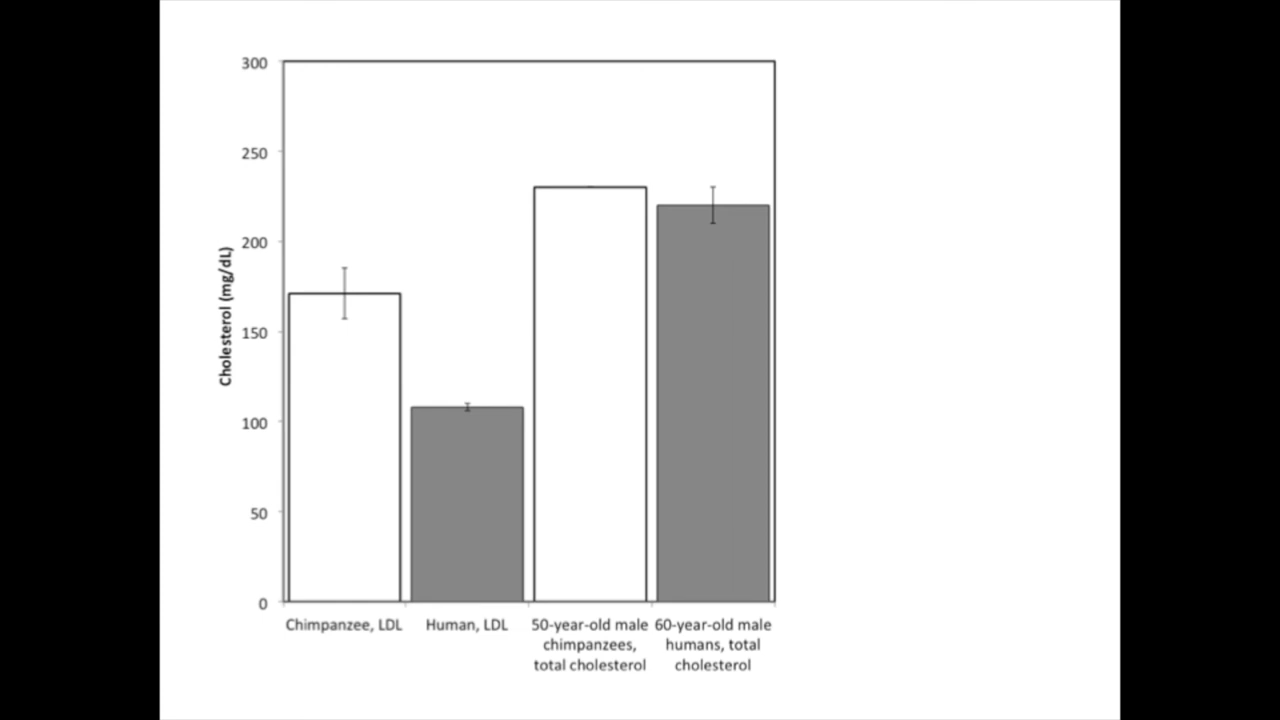 300
250
200
150
100
50
0
Cholesterol (mg/dL)
Chimpanzee, LDL
Human, LDL
50-year-old male
chimpanzees,
total cholesterol
60-year-old male
humans, total
cholesterol